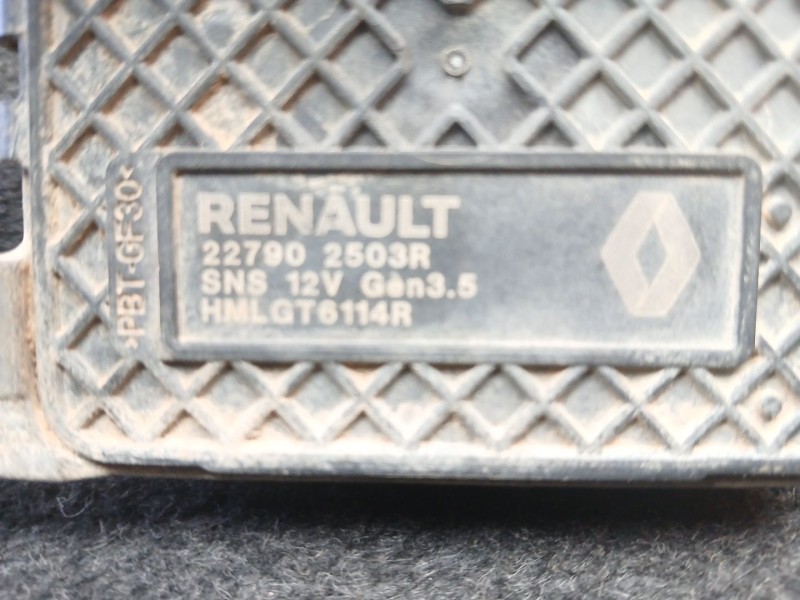 RENAULT
22790 2503R
SNS 12V Gen3.5
HMLGT6114R
>PBT-GF30<